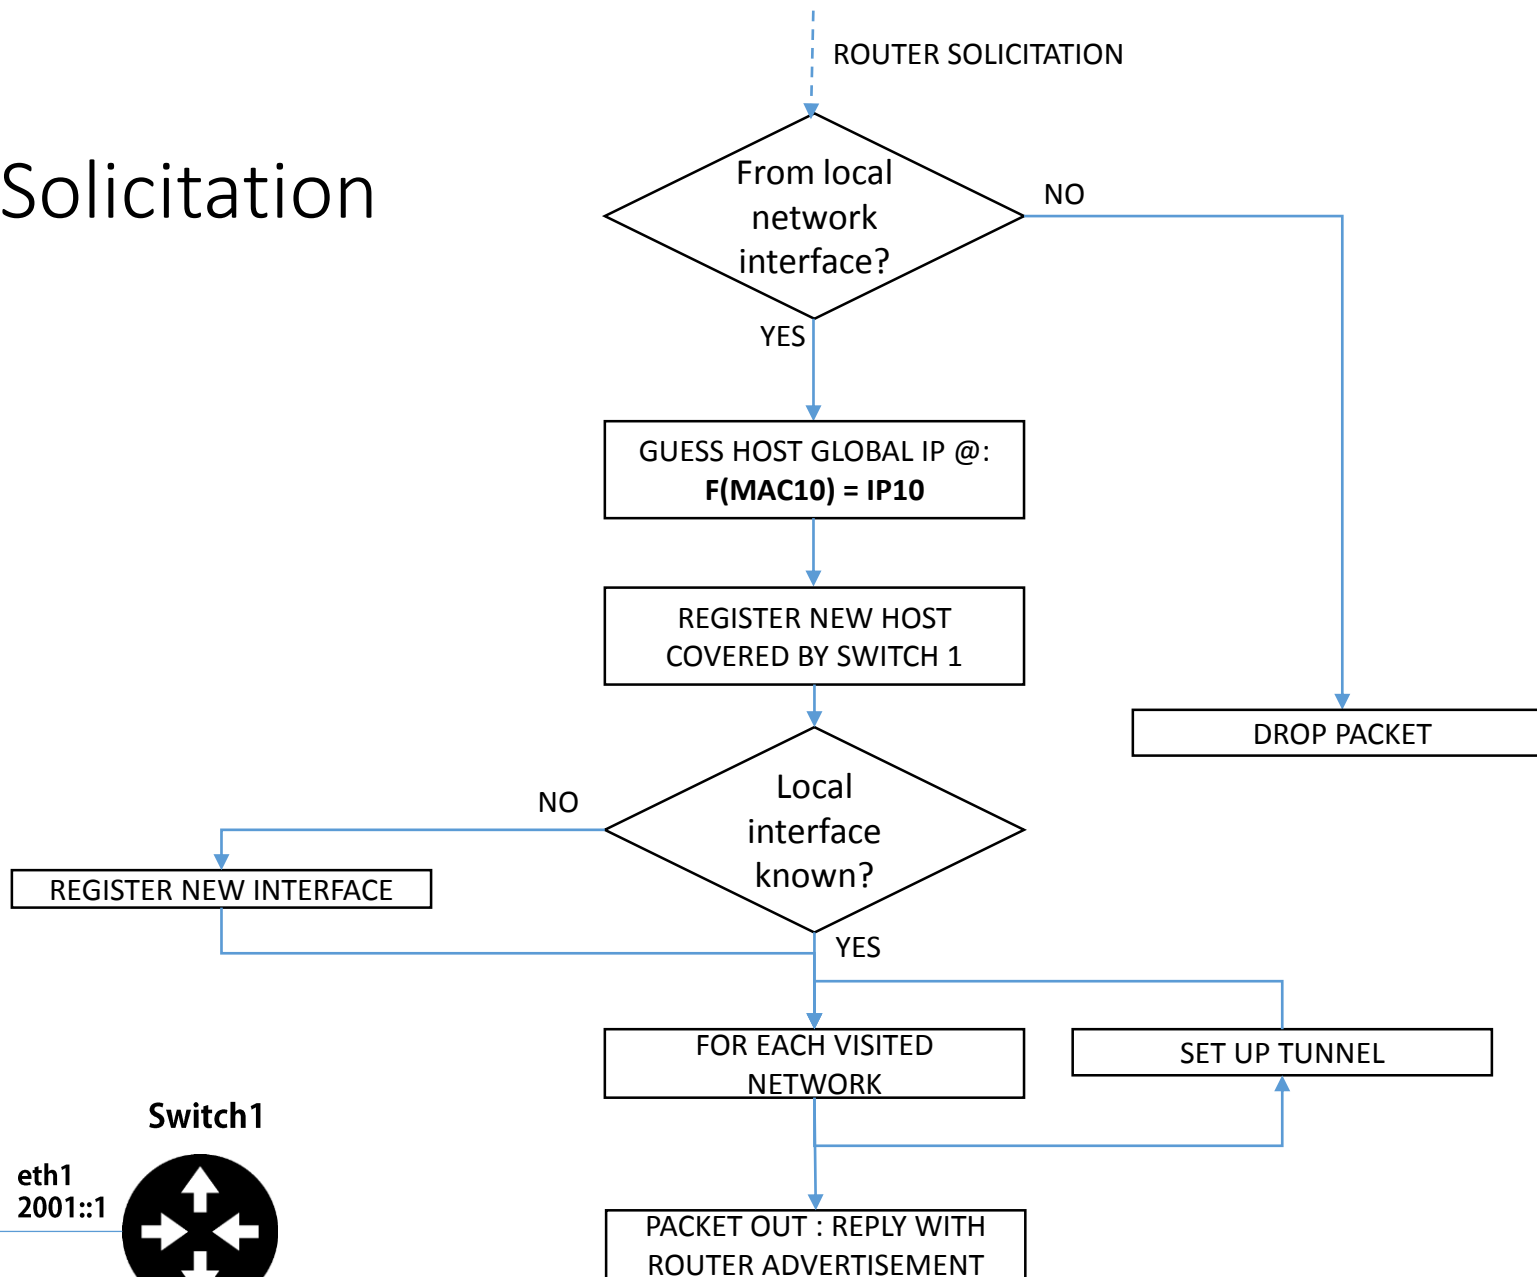 ROUTER SOLICITATION
Solicitation
From local
network
interface?
NO
YES
GUESS HOST GLOBAL IP @:
F(MAC10) = IP10
REGISTER NEW HOST
COVERED BY SWITCH 1
DROP PACKET
Local
interface
known?
NO
REGISTER NEW INTERFACE
YES
FOR EACH VISITED
NETWORK
SET UP TUNNEL
Switch1
eth1
2001::1
PACKET OUT : REPLY WITH
ROUTER ADVERTISEMENT